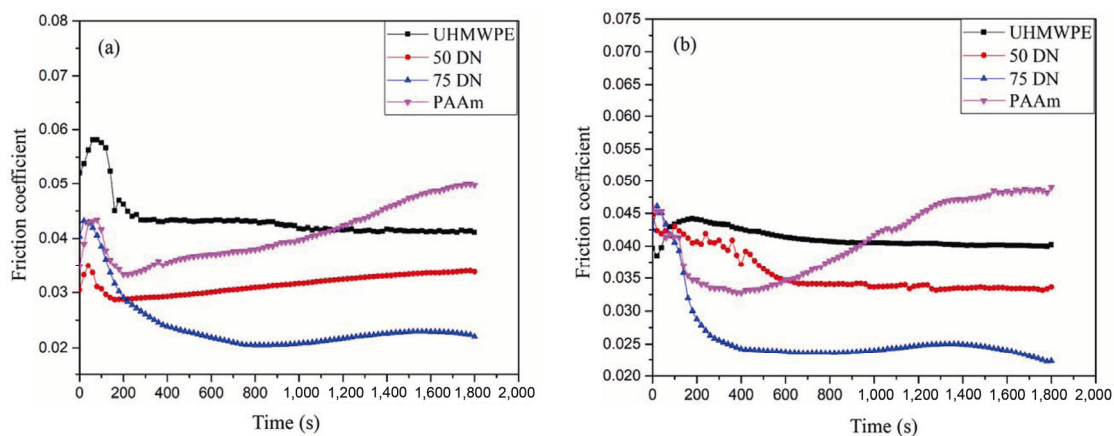 (a)
UHMWPE
50 DN
75 DN
PAAm
0.08
0.07
0.06
0.05
0.04
0.03
0.02
Friction coefficient
0 200 400 600 800 1,000 1,200 1,400 1,600 1,800 2,000
Time (s)
(b)
UHMWPE
50 DN
75 DN
PAAm
0.075
0.070
0.065
0.060
0.055
0.050
0.045
0.040
0.035
0.030
0.025
0.020
Friction coefficient
0 200 400 600 800 1,000 1,200 1,400 1,600 1,800 2,000
Time (s)